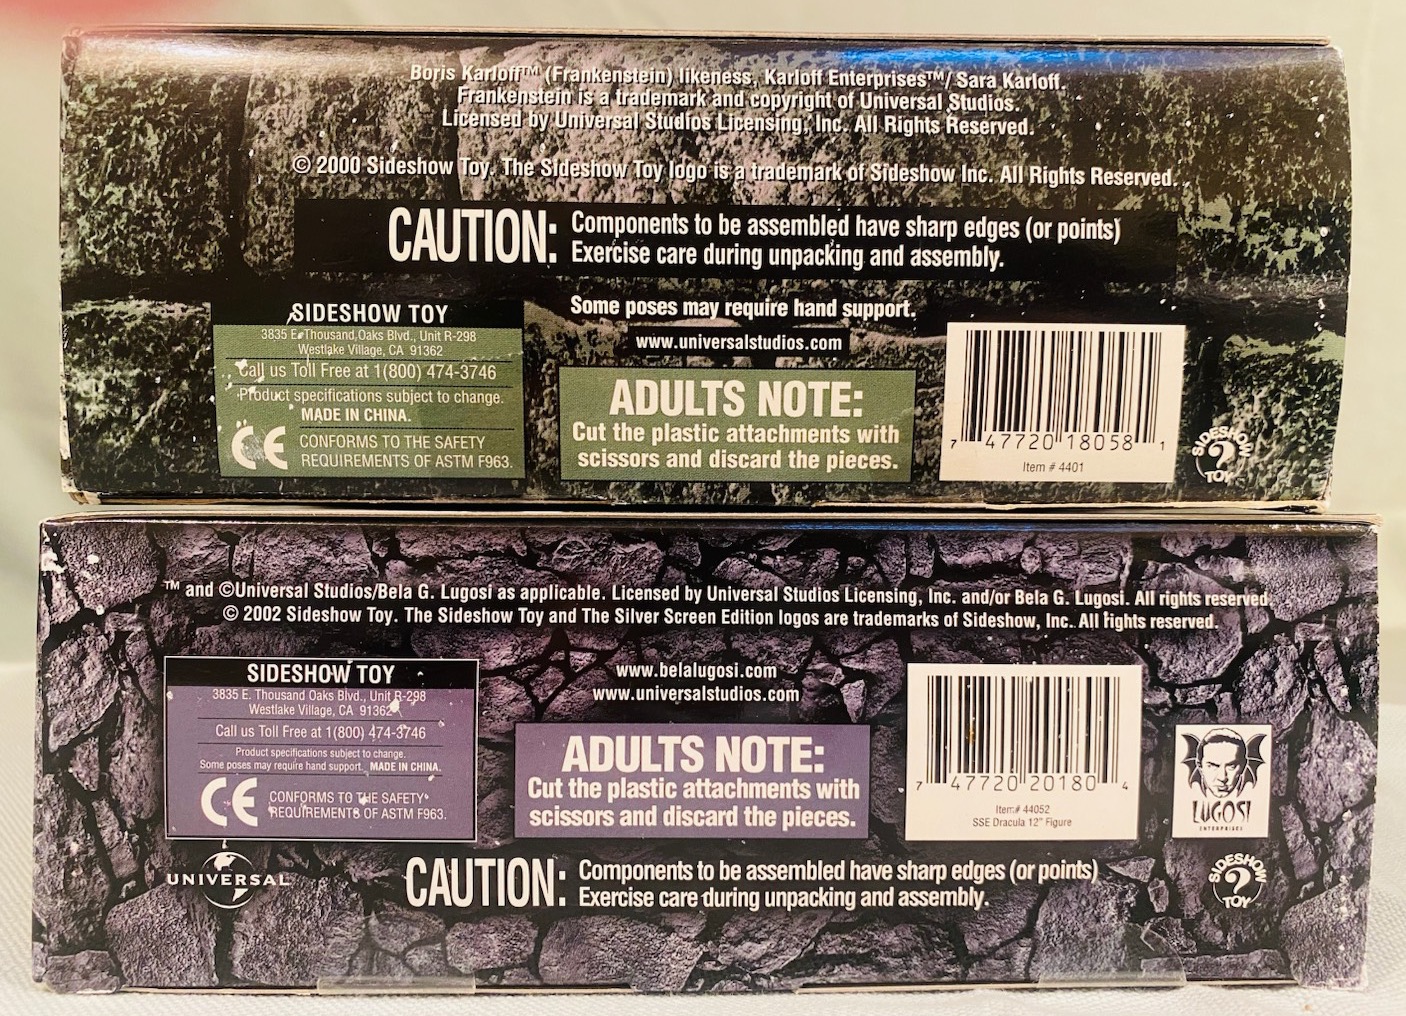 Boris Karloff™ (Frankenstein) likeness, Karloff Enterprises™/ Sara Karloff.
Frankenstein is a trademark and copyright of Universal Studios.
Licensed by Universal Studios Licensing, Inc. All Rights Reserved.
© 2000 Sideshow Toy. The Sideshow Toy logo is a trademark of Sideshow Inc. All Rights Reserved.
CAUTION: Components to be assembled have sharp edges (or points)
Exercise care during unpacking and assembly.
SIDESHOW TOY
3835 E. Thousand Oaks Blvd., Unit R-298
Westlake Village, CA 91362
Call us Toll Free at 1(800) 474-3746
Product specifications subject to change.
MADE IN CHINA.
CE CONFORMS TO THE SAFETY
REQUIREMENTS OF ASTM F963.
Some poses may require hand support.
www.universalstudios.com
ADULTS NOTE:
Cut the plastic attachments with
scissors and discard the pieces.
7 47720 18058 1
Item # 4401
SIDESHOW
?
TOY
™ and ©Universal Studios/Bela G. Lugosi as applicable. Licensed by Universal Studios Licensing, Inc. and/or Bela G. Lugosi. All rights reserved.
© 2002 Sideshow Toy. The Sideshow Toy and The Silver Screen Edition logos are trademarks of Sideshow, Inc. All rights reserved.
SIDESHOW TOY
3835 E. Thousand Oaks Blvd., Unit R-298
Westlake Village, CA 91362
Call us Toll Free at 1(800) 474-3746
Product specifications subject to change.
Some poses may require hand support. MADE IN CHINA.
CE CONFORMS TO THE SAFETY
REQUIREMENTS OF ASTM F963.
UNIVERSAL
www.belalugosi.com
www.universalstudios.com
ADULTS NOTE:
Cut the plastic attachments with
scissors and discard the pieces.
7 47720 20180 4
Item# 44052
SSE Dracula 12" Figure
LUGOSI
ENTERPRISES
CAUTION: Components to be assembled have sharp edges (or points)
Exercise care during unpacking and assembly.
SIDESHOW
?
TOY